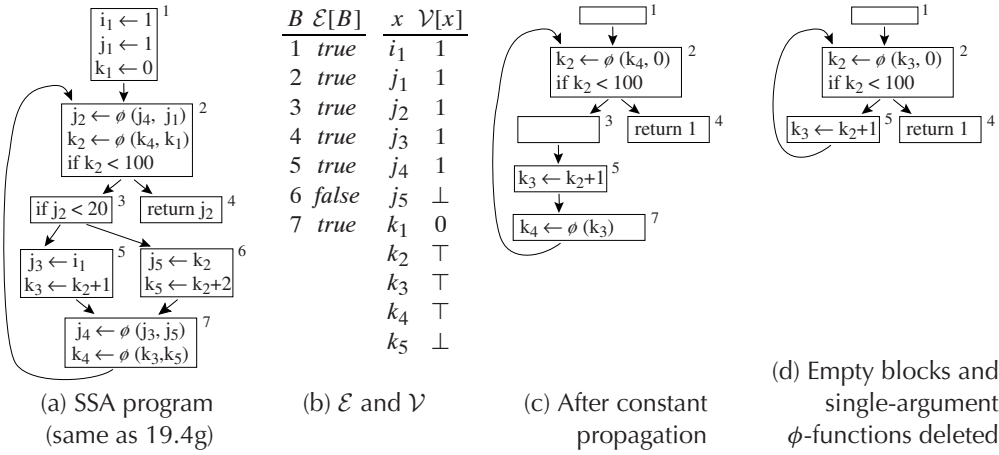 1
i₁ ← 1
j₁ ← 1
k₁ ← 0
2
j₂ ← ϕ (j₄, j₁)
k₂ ← ϕ (k₄, k₁)
if k₂ < 100
if j₂ < 20
3
return j₂
4
5
j₃ ← i₁
k₃ ← k₂+1
6
j₅ ← k₂
k₅ ← k₂+2
7
j₄ ← ϕ (j₃, j₅)
k₄ ← ϕ (k₃,k₅)
(a) SSA program
(same as 19.4g)
B ℰ[B]
1 true
2 true
3 true
4 true
5 true
6 false
7 true
x 𝒱[x]
i₁ 1
j₁ 1
j₂ 1
j₃ 1
j₄ 1
j₅ ⊥
k₁ 0
k₂ ⊤
k₃ ⊤
k₄ ⊤
k₅ ⊥
(b) ℰ and 𝒱
1
2
k₂ ← ϕ (k₄, 0)
if k₂ < 100
3
return 1
4
k₃ ← k₂+1
5
k₄ ← ϕ (k₃)
7
(c) After constant
propagation
1
2
k₂ ← ϕ (k₃, 0)
if k₂ < 100
k₃ ← k₂+1
5
return 1
4
(d) Empty blocks and
single-argument
ϕ-functions deleted